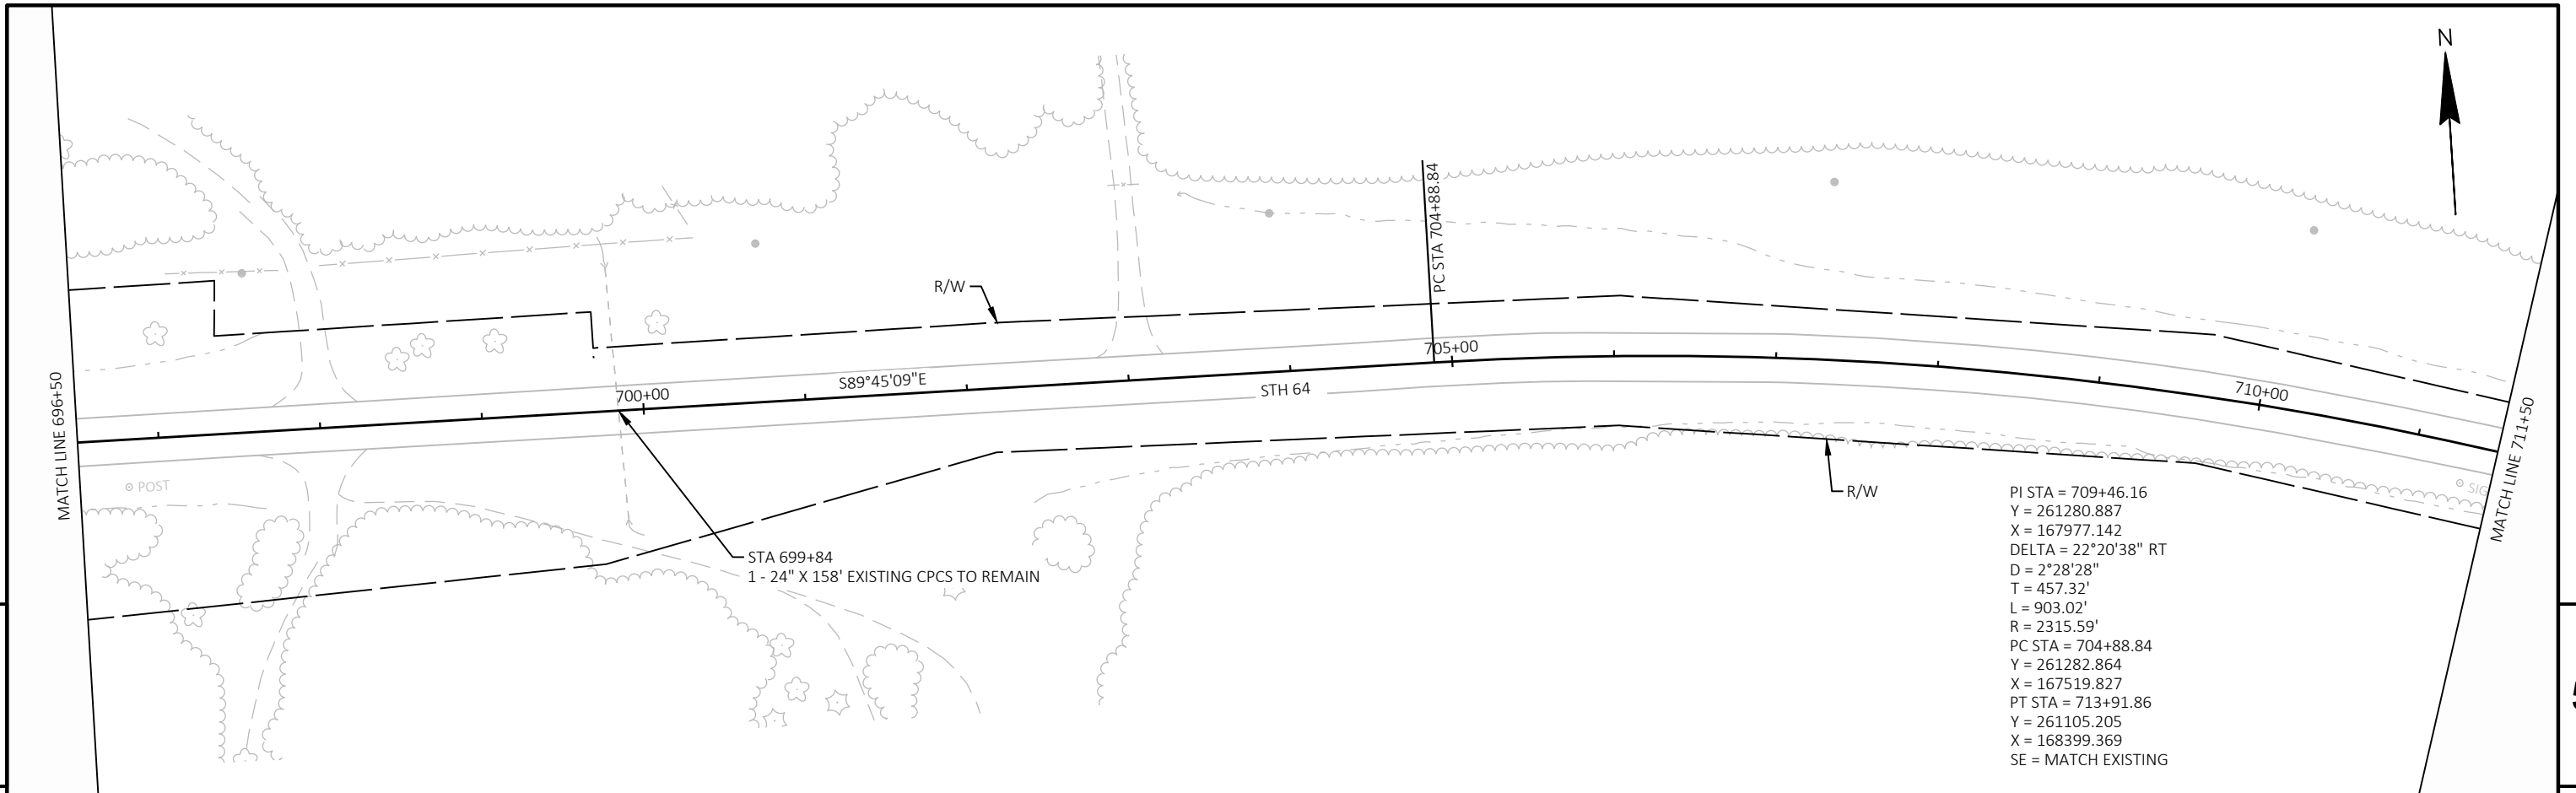 N
PC STA 704+88.84
R/W
705+00
S89°45'09"E
STH 64
700+00
710+00
MATCH LINE 696+50
MATCH LINE 711+50
POST
SIG
R/W
STA 699+84
1 - 24" X 158' EXISTING CPCS TO REMAIN
PI STA = 709+46.16
Y = 261280.887
X = 167977.142
DELTA = 22°20'38" RT
D = 2°28'28"
T = 457.32'
L = 903.02'
R = 2315.59'
PC STA = 704+88.84
Y = 261282.864
X = 167519.827
PT STA = 713+91.86
Y = 261105.205
X = 168399.369
SE = MATCH EXISTING